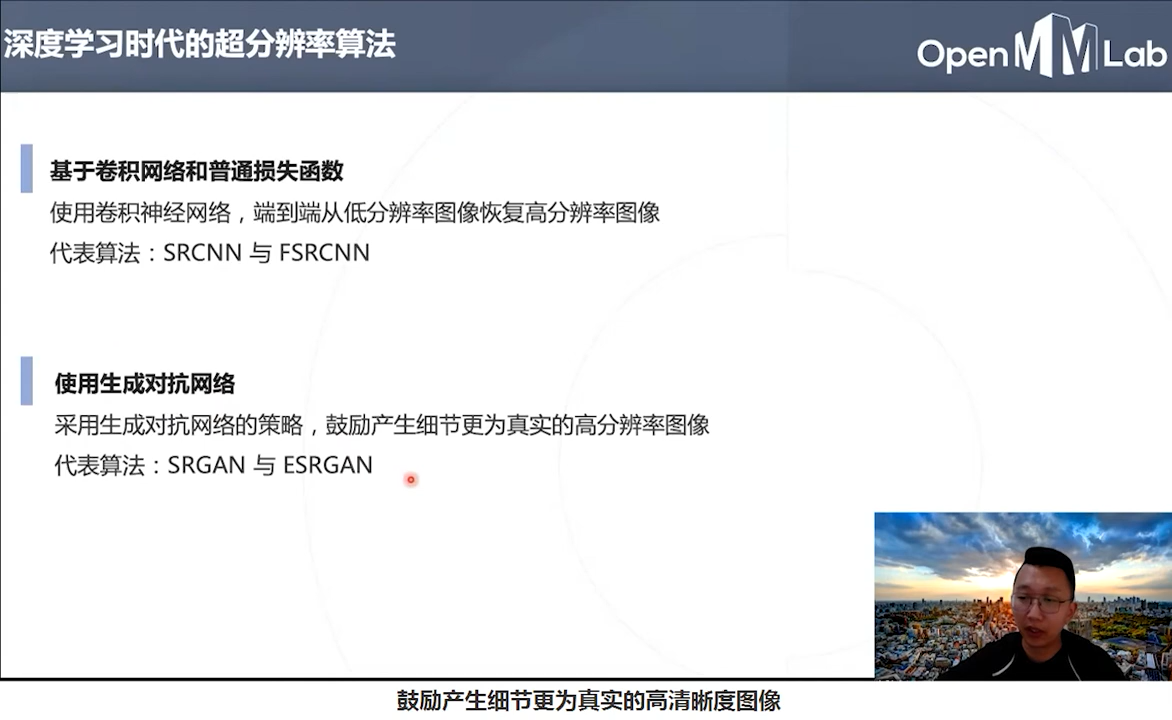 深度学习时代的超分辨率算法
OpenMMLab
基于卷积网络和普通损失函数
使用卷积神经网络，端到端从低分辨率图像恢复高分辨率图像
代表算法：SRCNN 与 FSRCNN
使用生成对抗网络
采用生成对抗网络的策略，鼓励产生细节更为真实的高分辨率图像
代表算法：SRGAN 与 ESRGAN
鼓励产生细节更为真实的高清晰度图像